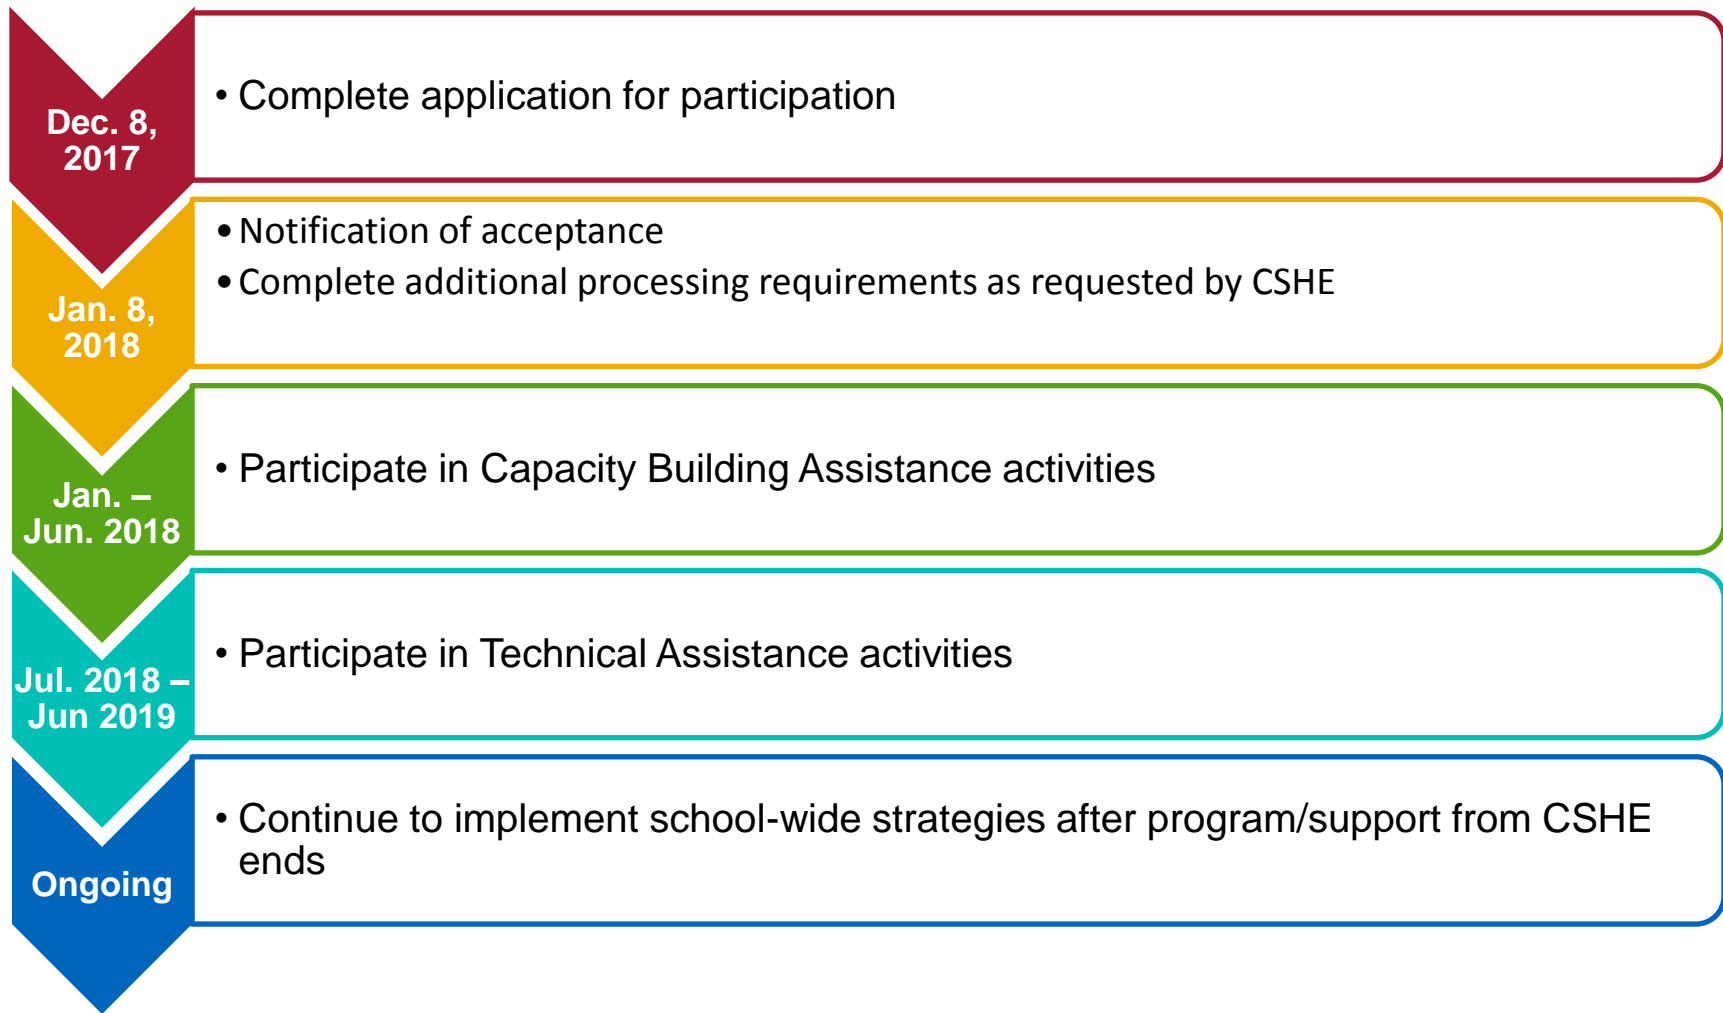 Dec. 8,
2017
• Complete application for participation
Jan. 8,
2018
• Notification of acceptance
• Complete additional processing requirements as requested by CSHE
Jan. –
Jun. 2018
• Participate in Capacity Building Assistance activities
Jul. 2018 –
Jun 2019
• Participate in Technical Assistance activities
Ongoing
• Continue to implement school-wide strategies after program/support from CSHE
ends